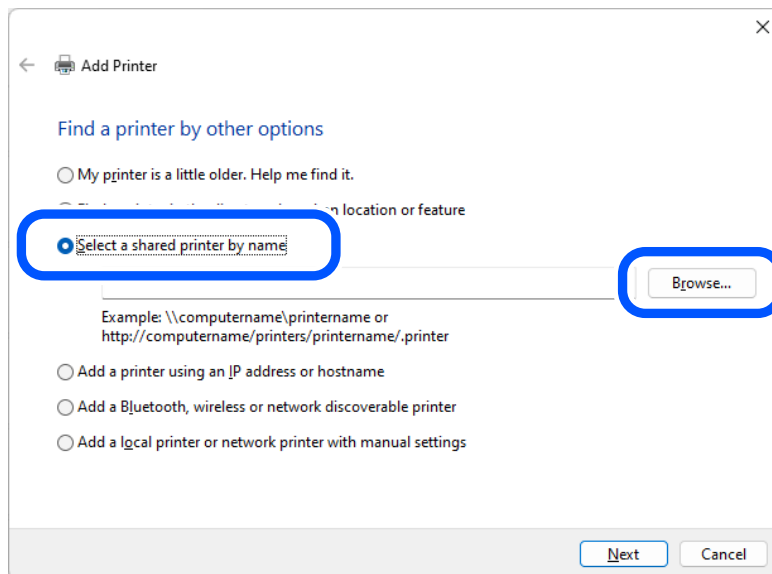 Add Printer
Find a printer by other options
My printer is a little older. Help me find it.
on location or feature
Select a shared printer by name
Browse...
Example: \\computername\printername or
http://computername/printers/printername/.printer
Add a printer using an IP address or hostname
Add a Bluetooth, wireless or network discoverable printer
Add a local printer or network printer with manual settings
Next
Cancel